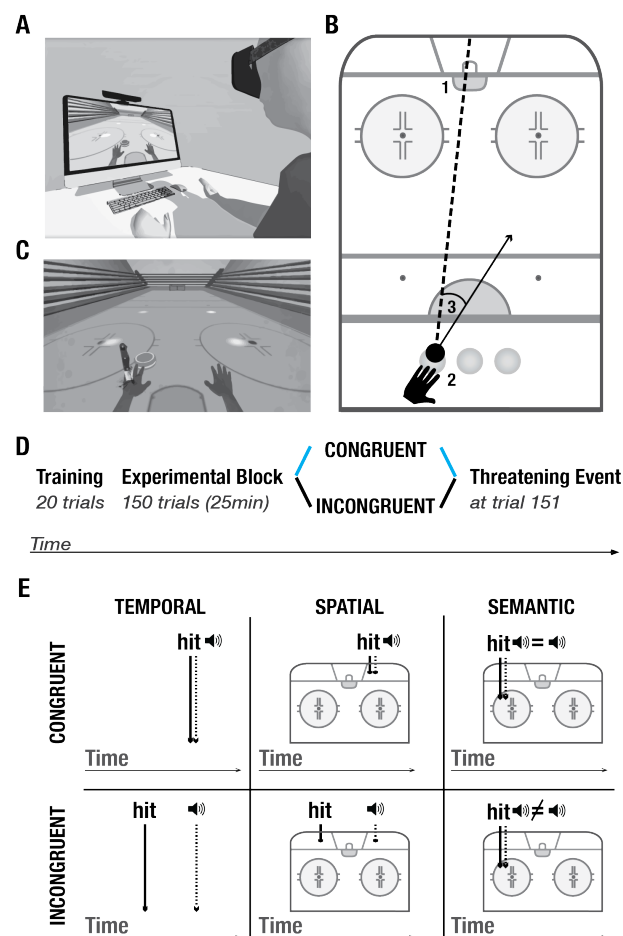 A
B
1
C
3
2
D
CONGRUENT
Training Experimental Block Threatening Event
20 trials 150 trials (25min) INCONGRUENT at trial 151
Time
E
TEMPORAL SPATIAL SEMANTIC
CONGRUENT
hit hit hit = 
Time Time Time
INCONGRUENT
hit hit hit ≠
Time Time Time